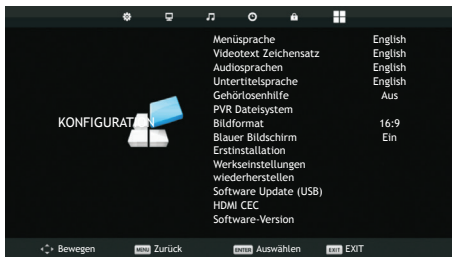 Menüsprache English
Videotext Zeichensatz English
Audiosprachen English
Untertitelsprache English
Gehörlosenhilfe Aus
PVR Dateisystem
KONFIGURATION
Bildformat 16:9
Blauer Bildschirm Ein
Erstinstallation
Werkseinstellungen
wiederherstellen
Software Update (USB)
HDMI CEC
Software-Version
Bewegen MENU Zurück ENTER Auswählen EXIT EXIT